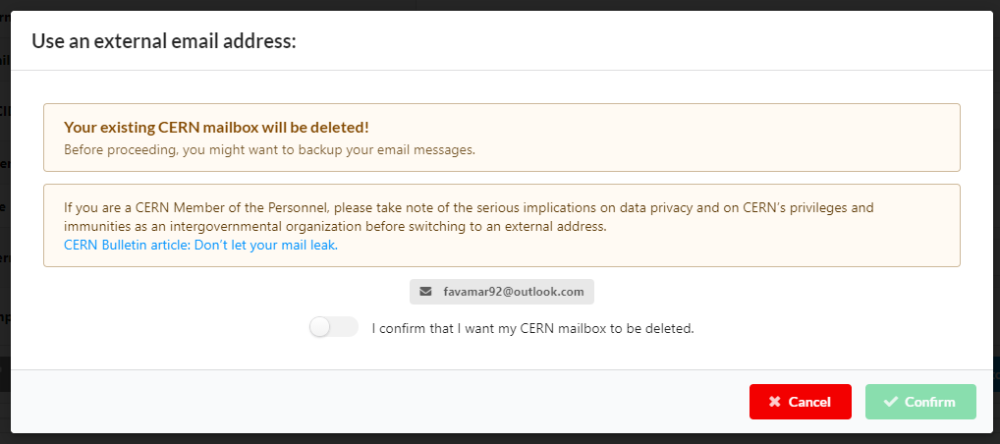 Use an external email address:
Your existing CERN mailbox will be deleted!
Before proceeding, you might want to backup your email messages.
If you are a CERN Member of the Personnel, please take note of the serious implications on data privacy and on CERN’s privileges and
immunities as an intergovernmental organization before switching to an external address.
CERN Bulletin article: Don’t let your mail leak.
favamar92@outlook.com
I confirm that I want my CERN mailbox to be deleted.
Cancel
Confirm